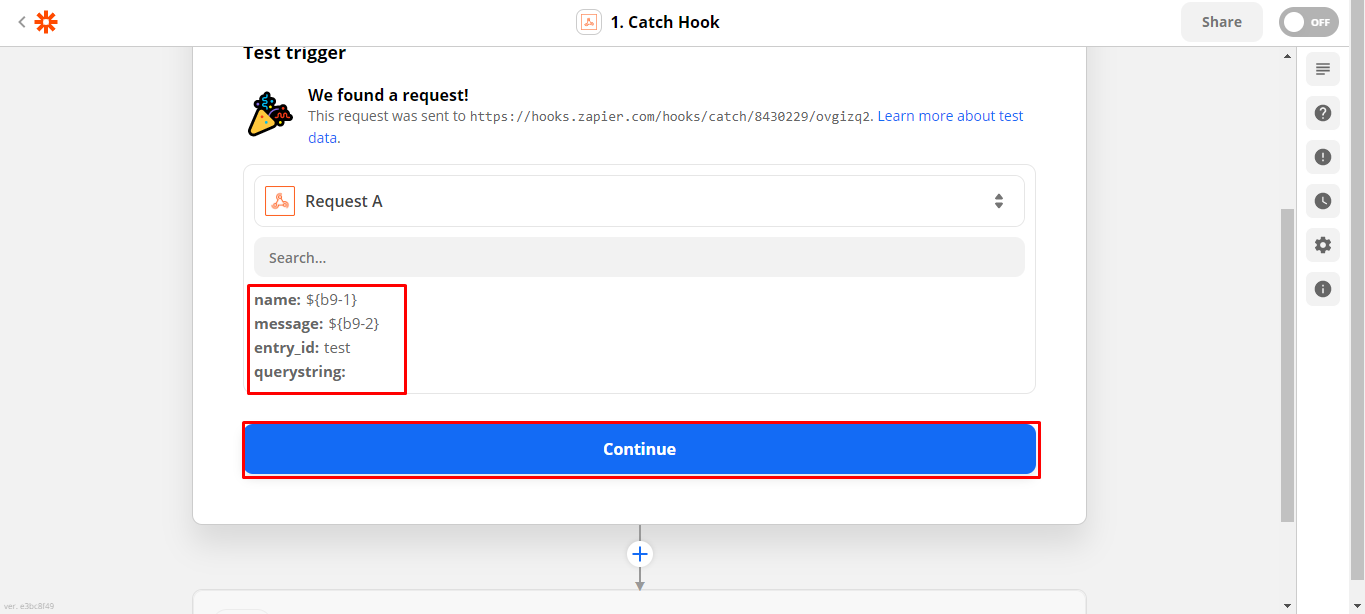 1. Catch Hook
Share
OFF
Test trigger
We found a request!
This request was sent to https://hooks.zapier.com/hooks/catch/8430229/ovgizq2. Learn more about test
data.
Request A
Search...
name: ${b9-1}
message: ${b9-2}
entry_id: test
querystring:
Continue
ver. e3bc8f49